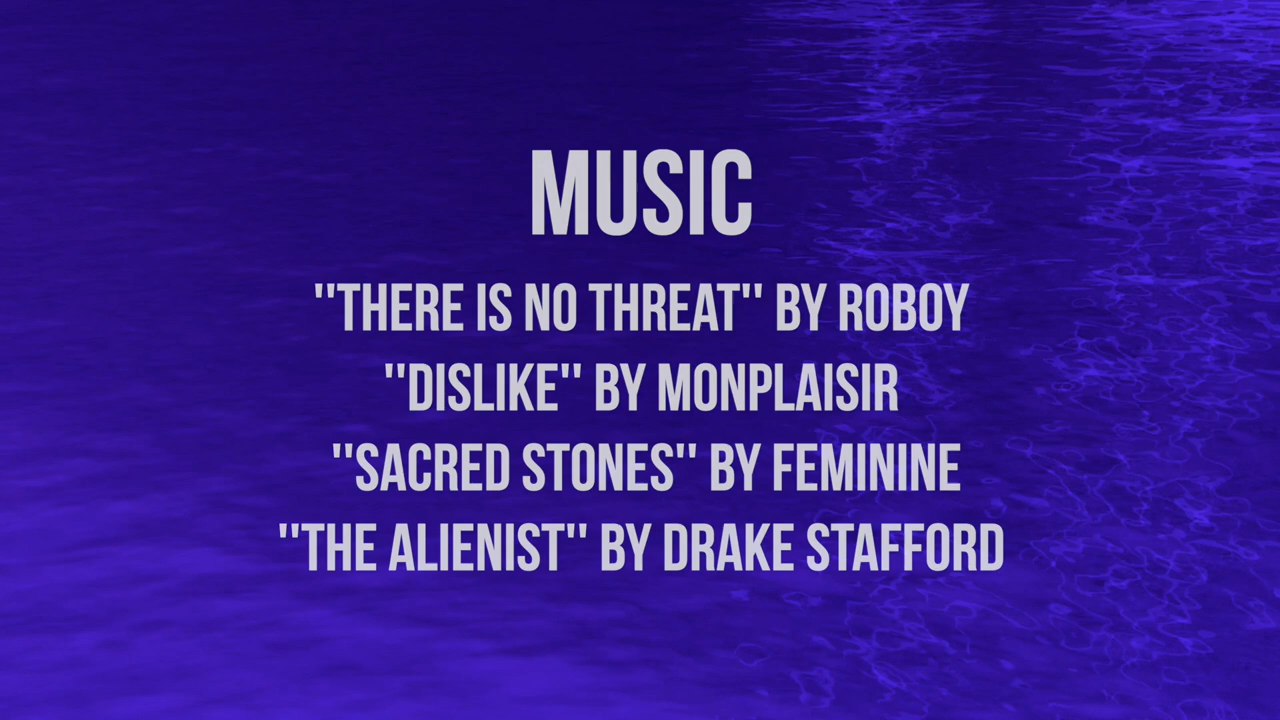 MUSIC
"THERE IS NO THREAT" BY ROBOY
"DISLIKE" BY MONPLAISIR
"SACRED STONES" BY FEMININE
"THE ALIENIST" BY DRAKE STAFFORD